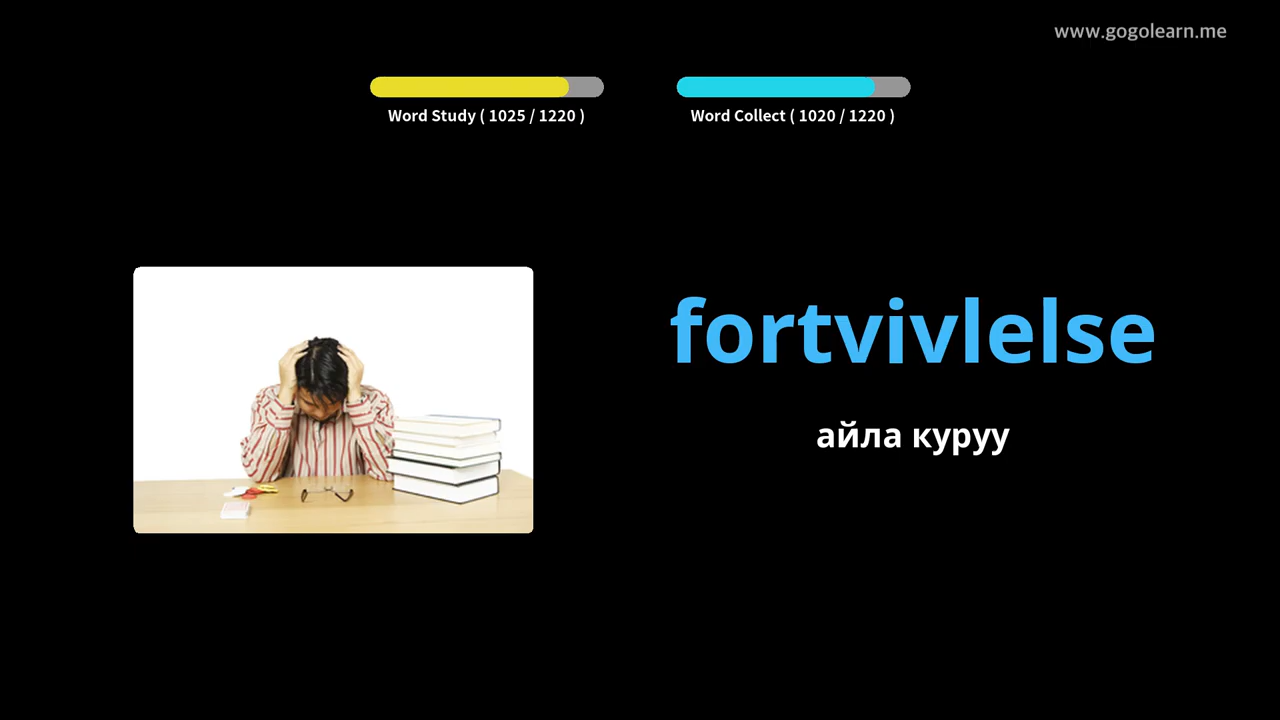 www.gogolearn.me
Word Study ( 1025 / 1220 )
Word Collect ( 1020 / 1220 )
fortvivlelse
айла куруу